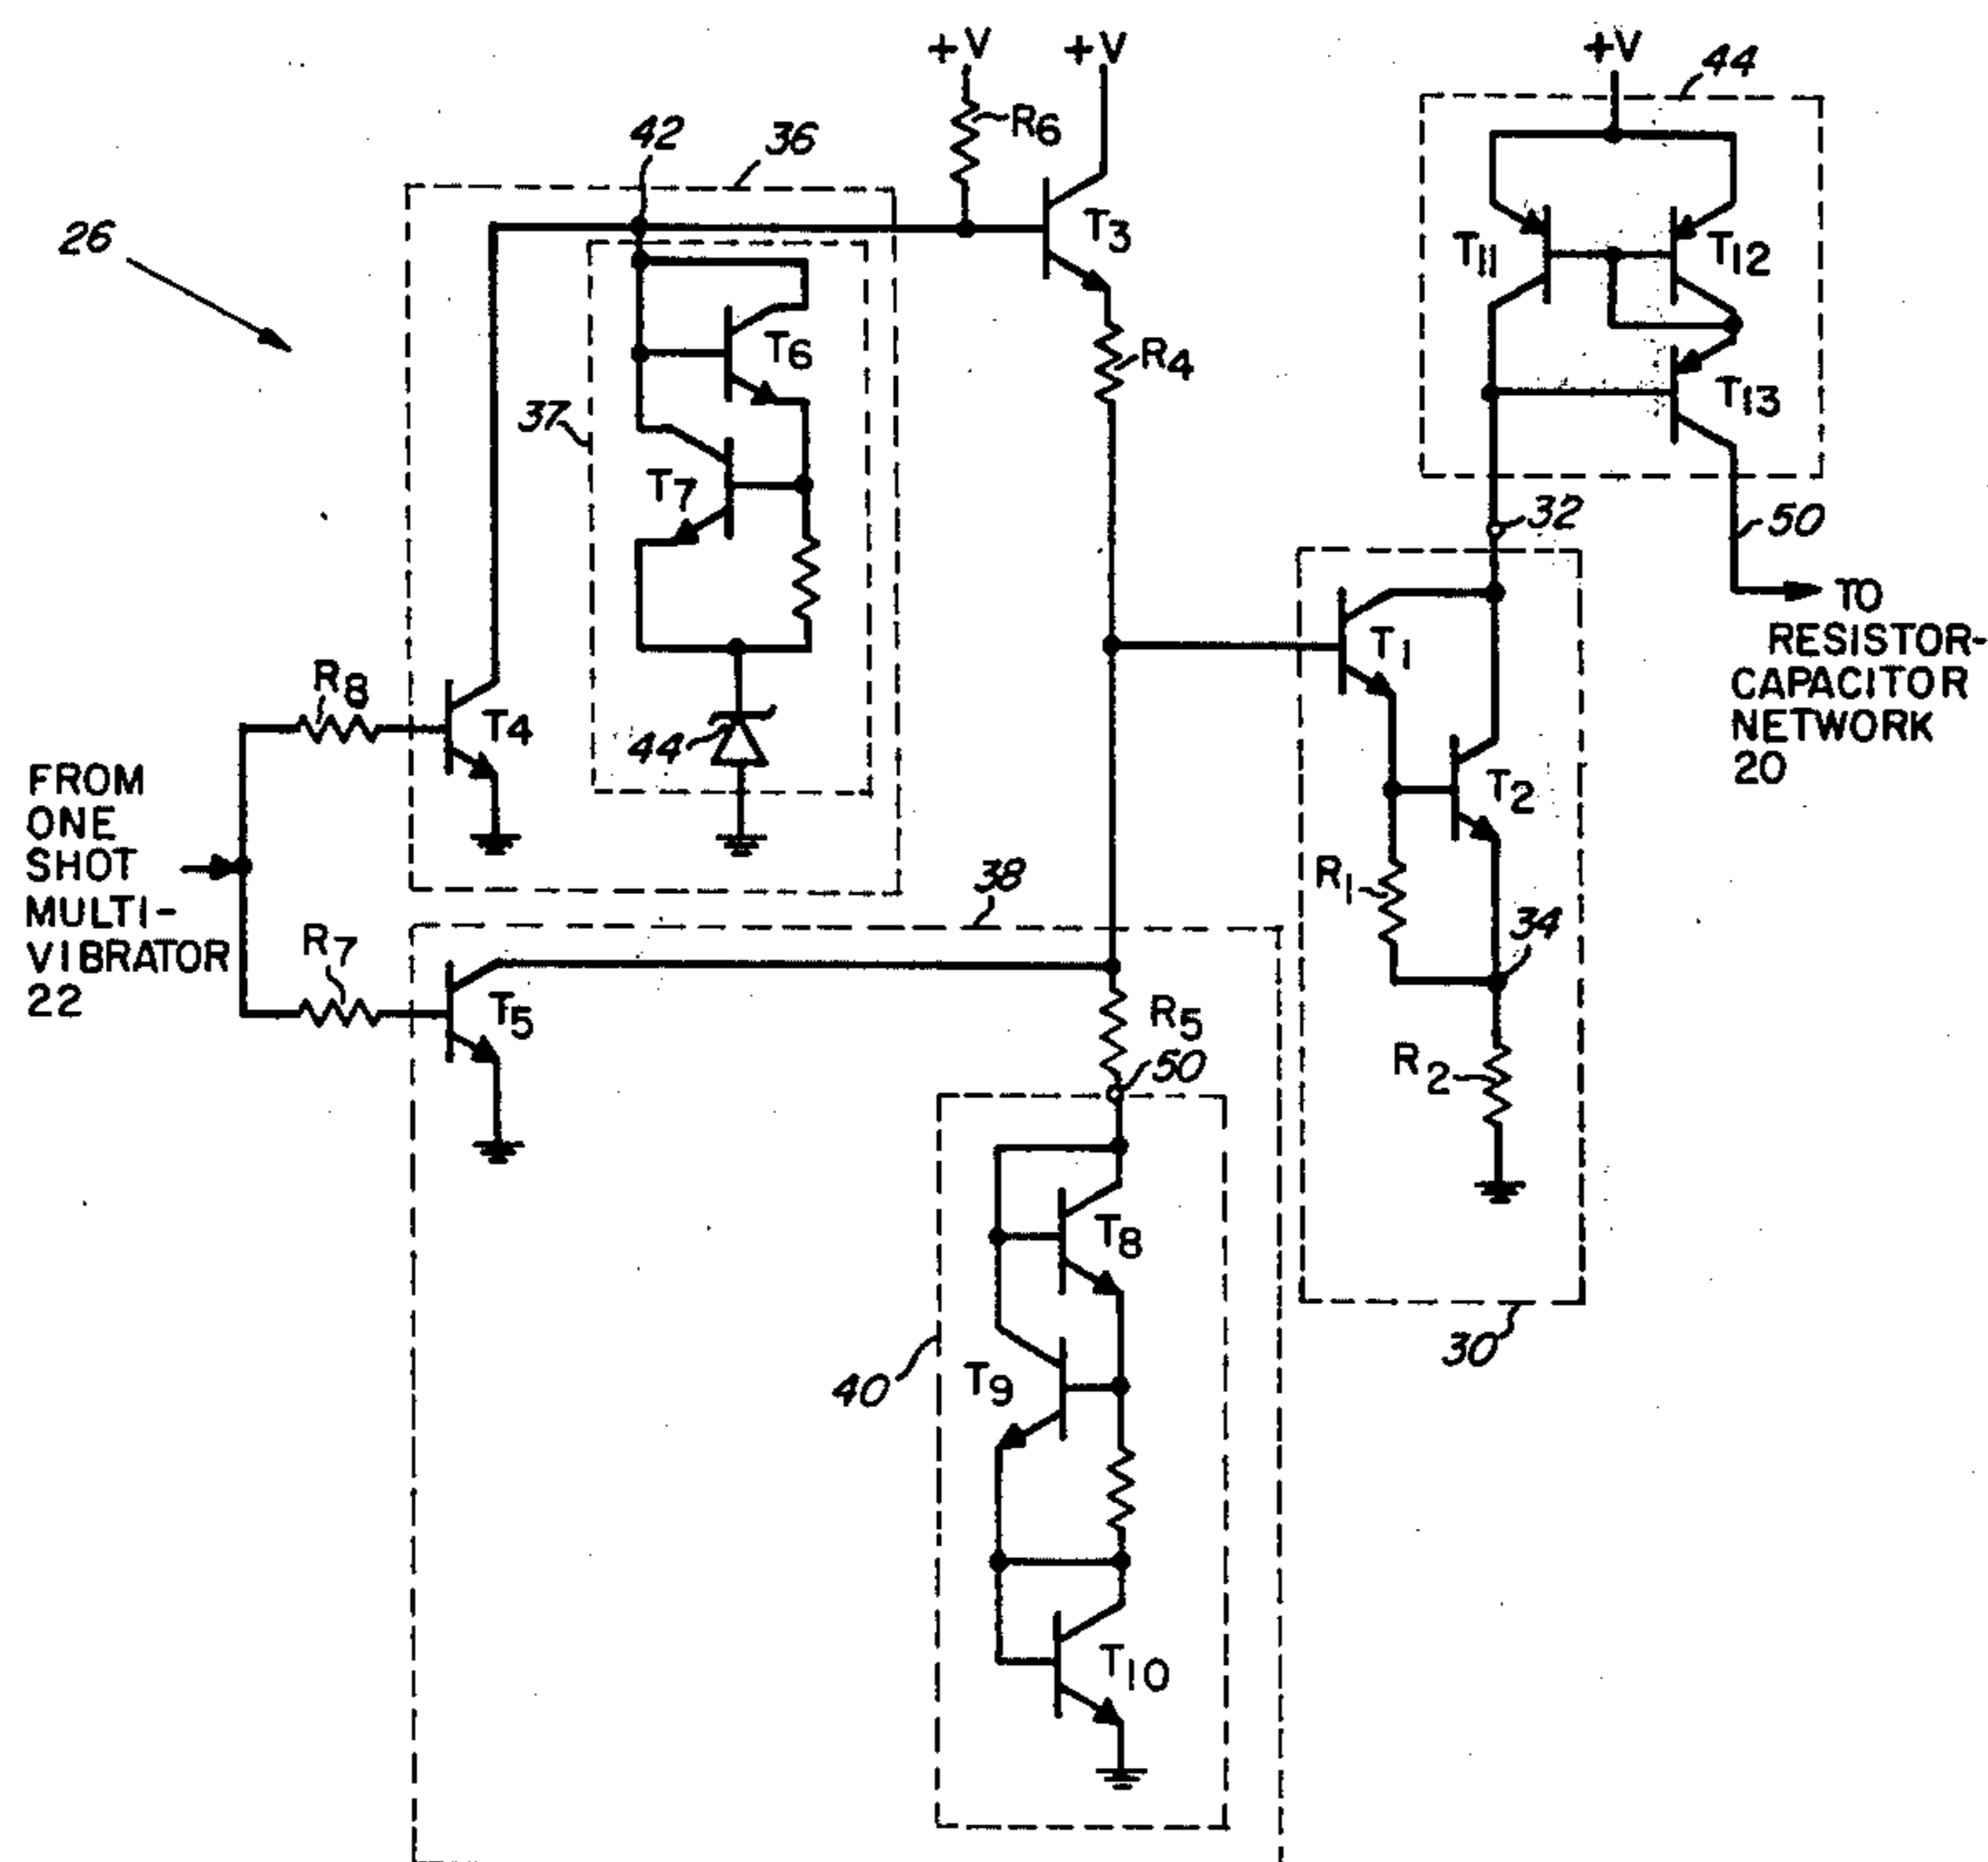 +V
+V
+V
44
R6
42
36
26
T3
T11
T12
T6
R4
T13
37
T7
32
50
TO
RESISTOR-
CAPACITOR
NETWORK
20
T1
R8
T4
44
T2
FROM
ONE
SHOT
MULTI-
VIBRATOR
22
38
R1
34
R7
T5
R5
50
R2
T8
30
T9
40
T10